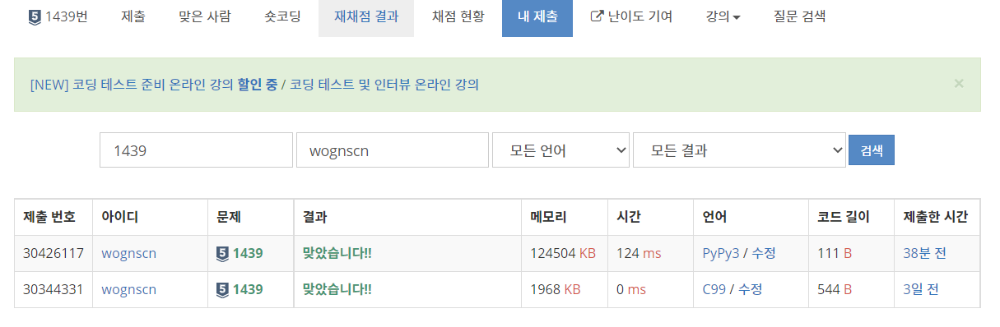 5 1439번 제출 맞은 사람 숏코딩 재채점 결과 채점 현황 내 제출 난이도 기여 강의 질문 검색
[NEW] 코딩 테스트 준비 온라인 강의 할인 중 / 코딩 테스트 및 인터뷰 온라인 강의 ×
1439 wognscn 모든 언어 모든 결과 검색
제출 번호 아이디 문제 결과 메모리 시간 언어 코드 길이 제출한 시간
30426117 wognscn 5 1439 맞았습니다!! 124504 KB 124 ms PyPy3 / 수정 111 B 38분 전
30344331 wognscn 5 1439 맞았습니다!! 1968 KB 0 ms C99 / 수정 544 B 3일 전